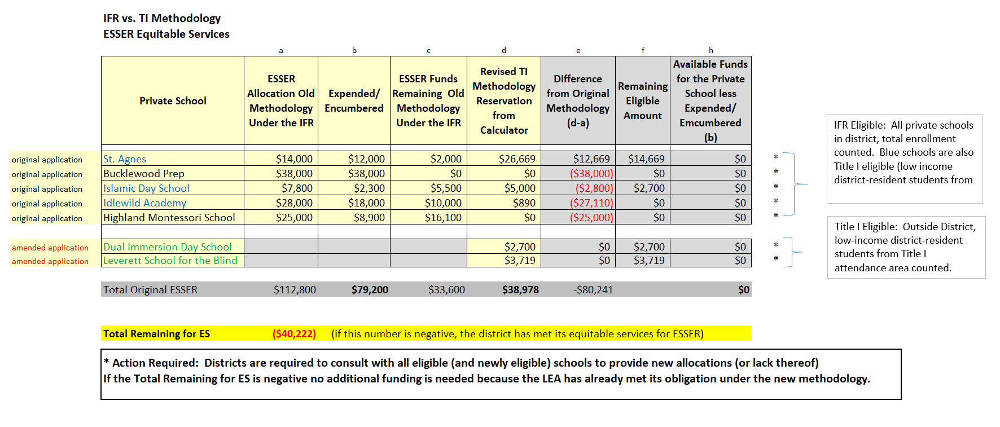 IFR vs. TI Methodology
ESSER Equitable Services
a b c d e f h
Private School
ESSER
Allocation Old
Methodology
Under the IFR
Expended/
Encumbered
ESSER Funds
Remaining Old
Methodology
Under the IFR
Revised TI
Methodology
Reservation
from
Calculator
Difference
from Original
Methodology
(d-a)
Remaining
Eligible
Amount
Available Funds
for the Private
School less
Expended/
Emcumbered
(b)
original application St. Agnes $14,000 $12,000 $2,000 $26,669 $12,669 $14,669 $0 *
original application Bucklewood Prep $38,000 $38,000 $0 $0 ($38,000) $0 $0 *
original application Islamic Day School $7,800 $2,300 $5,500 $5,000 ($2,800) $2,700 $0 *
original application Idlewild Academy $28,000 $18,000 $10,000 $890 ($27,110) $0 $0 *
original application Highland Montessori School $25,000 $8,900 $16,100 $0 ($25,000) $0 $0 *
amended application Dual Immersion Day School $2,700 $0 $2,700 $0 *
amended application Leverett School for the Blind $3,719 $0 $3,719 $0 *
IFR Eligible: All private schools
in district, total enrollment
counted. Blue schools are also
Title I eligible (low income
district-resident students from
Title I Eligible: Outside District,
low-income district-resident
students from Title I
attendance area counted.
Total Original ESSER $112,800 $79,200 $33,600 $38,978 -$80,241 $0
Total Remaining for ES ($40,222) (if this number is negative, the district has met its equitable services for ESSER)
* Action Required: Districts are required to consult with all eligible (and newly eligible) schools to provide new allocations (or lack thereof)
If the Total Remaining for ES is negative no additional funding is needed because the LEA has already met its obligation under the new methodology.